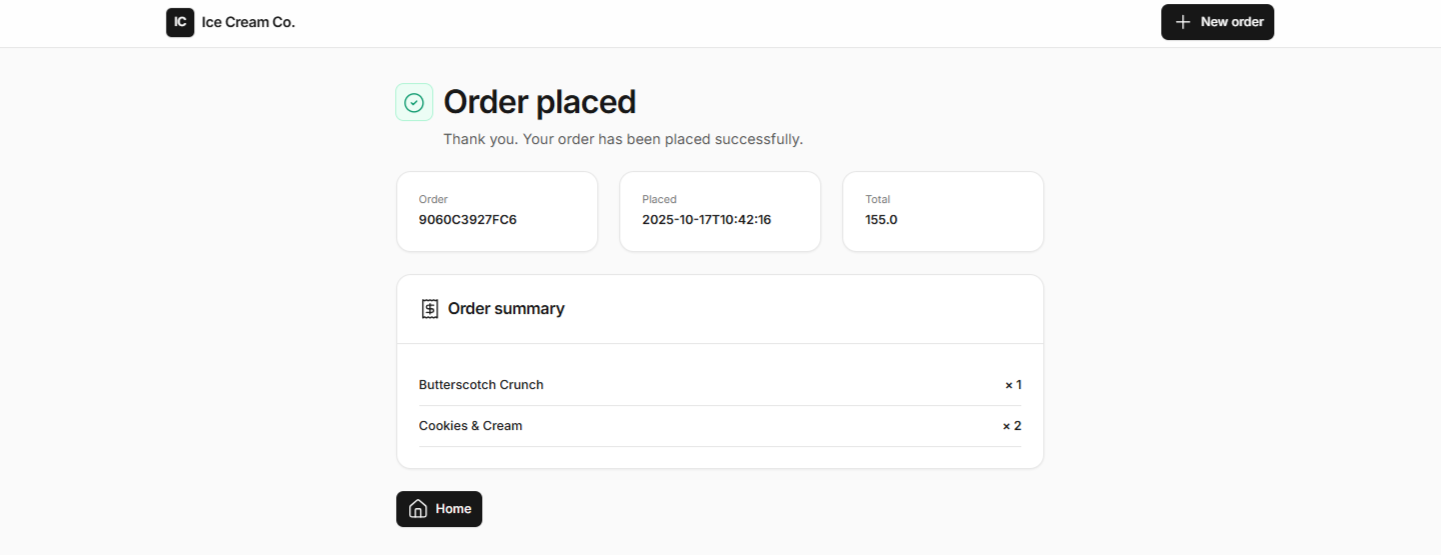 IC Ice Cream Co.
New order
Order placed
Thank you. Your order has been placed successfully.
Order
9060C3927FC6
Placed
2025-10-17T10:42:16
Total
155.0
Order summary
Butterscotch Crunch × 1
Cookies & Cream × 2
Home